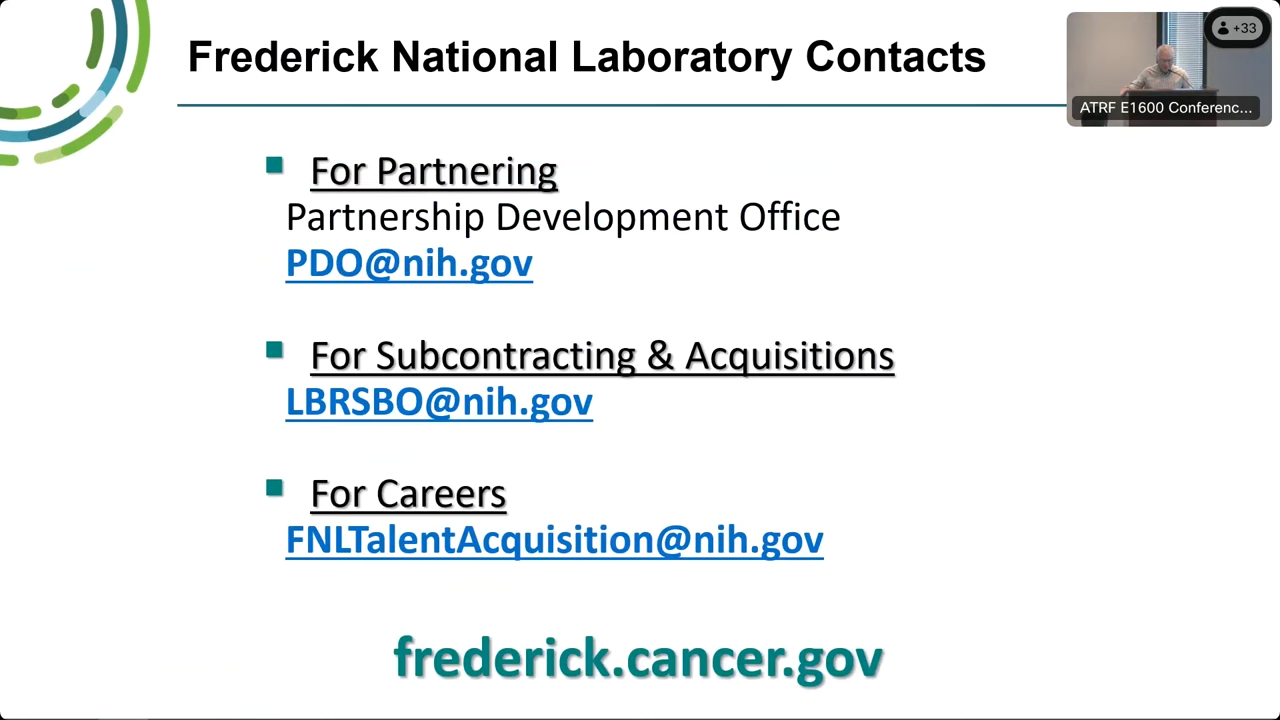 Frederick National Laboratory Contacts
+33
ATRF E1600 Conferenc...
For Partnering
Partnership Development Office
PDO@nih.gov
For Subcontracting & Acquisitions
LBRSBO@nih.gov
For Careers
FNLTalentAcquisition@nih.gov
frederick.cancer.gov